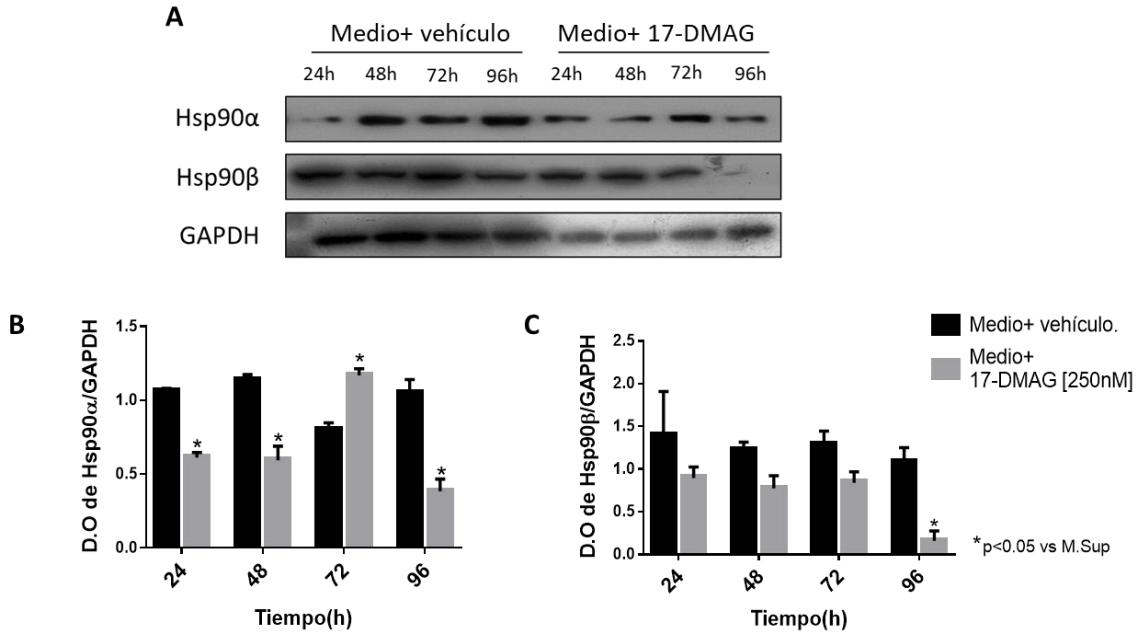 A
Medio+ vehículo Medio+ 17-DMAG
24h 48h 72h 96h 24h 48h 72h 96h
Hsp90α
Hsp90β
GAPDH
B
D.O de Hsp90α/GAPDH
1.5
1.0
0.5
0.0
* * * *
24 48 72 96
Tiempo(h)
C
D.O de Hsp90β/GAPDH
2.5
2.0
1.5
1.0
0.5
0.0
*
24 48 72 96
Tiempo(h)
Medio+ vehículo.
Medio+
17-DMAG [250nM]
*p<0.05 vs M.Sup